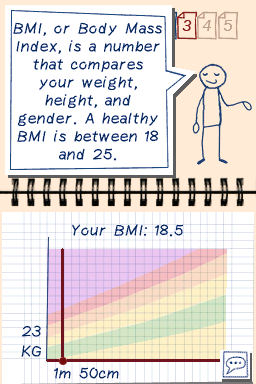 BMI, or Body Mass
Index, is a number
that compares
your weight,
height, and
gender. A healthy
BMI is between 18
and 25.
3 4 5
Your BMI: 18.5
23
KG
1m 50cm